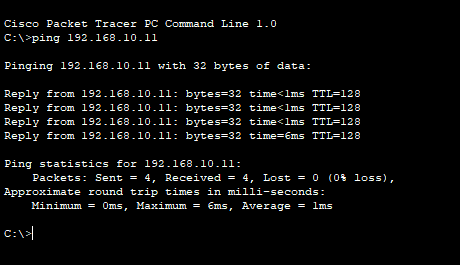 Cisco Packet Tracer PC Command Line 1.0
C:\>ping 192.168.10.11
Pinging 192.168.10.11 with 32 bytes of data:
Reply from 192.168.10.11: bytes=32 time<1ms TTL=128
Reply from 192.168.10.11: bytes=32 time<1ms TTL=128
Reply from 192.168.10.11: bytes=32 time<1ms TTL=128
Reply from 192.168.10.11: bytes=32 time=6ms TTL=128
Ping statistics for 192.168.10.11:
    Packets: Sent = 4, Received = 4, Lost = 0 (0% loss),
Approximate round trip times in milli-seconds:
    Minimum = 0ms, Maximum = 6ms, Average = 1ms
C:\>